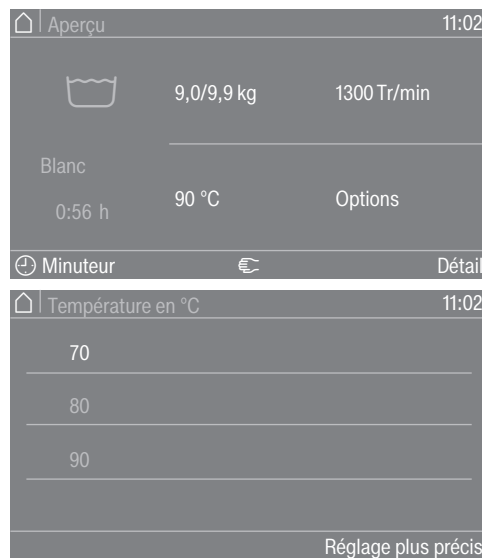 Aperçu 11:02
9,0/9,9 kg 1300 Tr/min
Blanc
0:56 h
90 °C Options
Minuteur Détail
Température en °C 11:02
70
80
90
Réglage plus précis